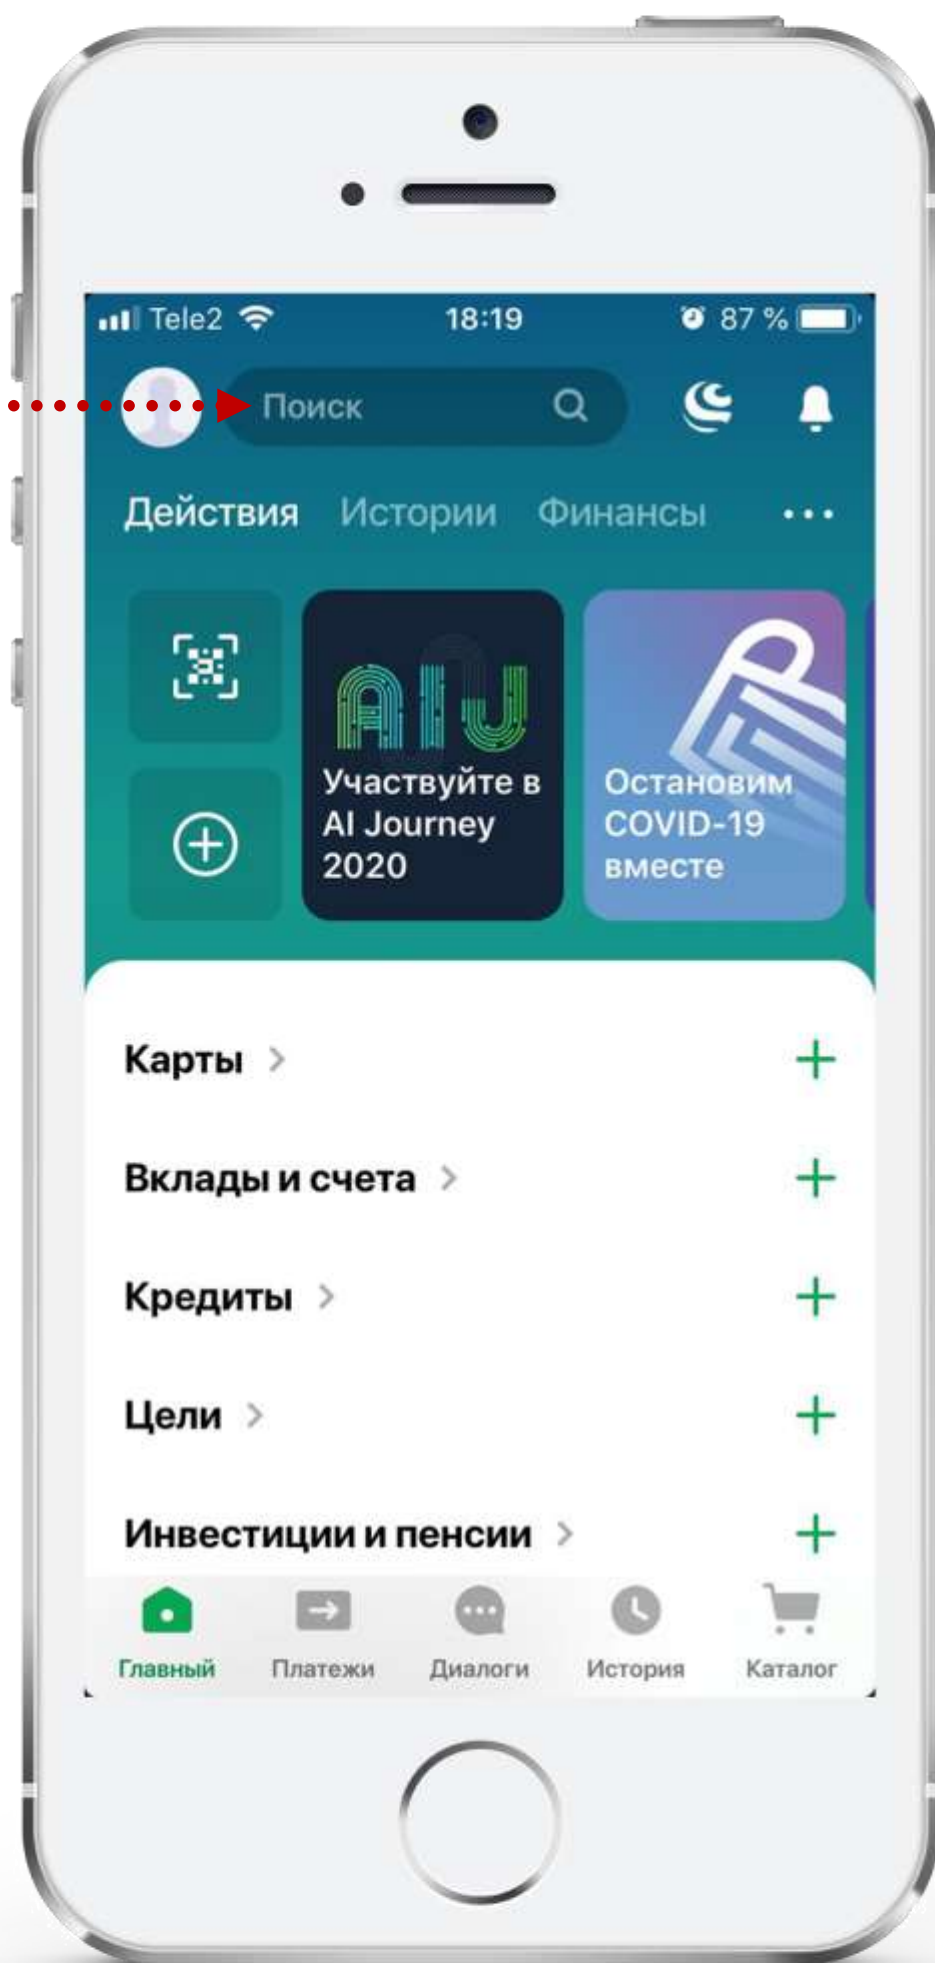 Tele2 18:19 87 %
Поиск
Действия Истории Финансы
AIJ
Участвуйте в
AI Journey
2020
Остановим
COVID-19
вместе
Карты
Вклады и счета
Кредиты
Цели
Инвестиции и пенсии
Главный Платежи Диалоги История Каталог